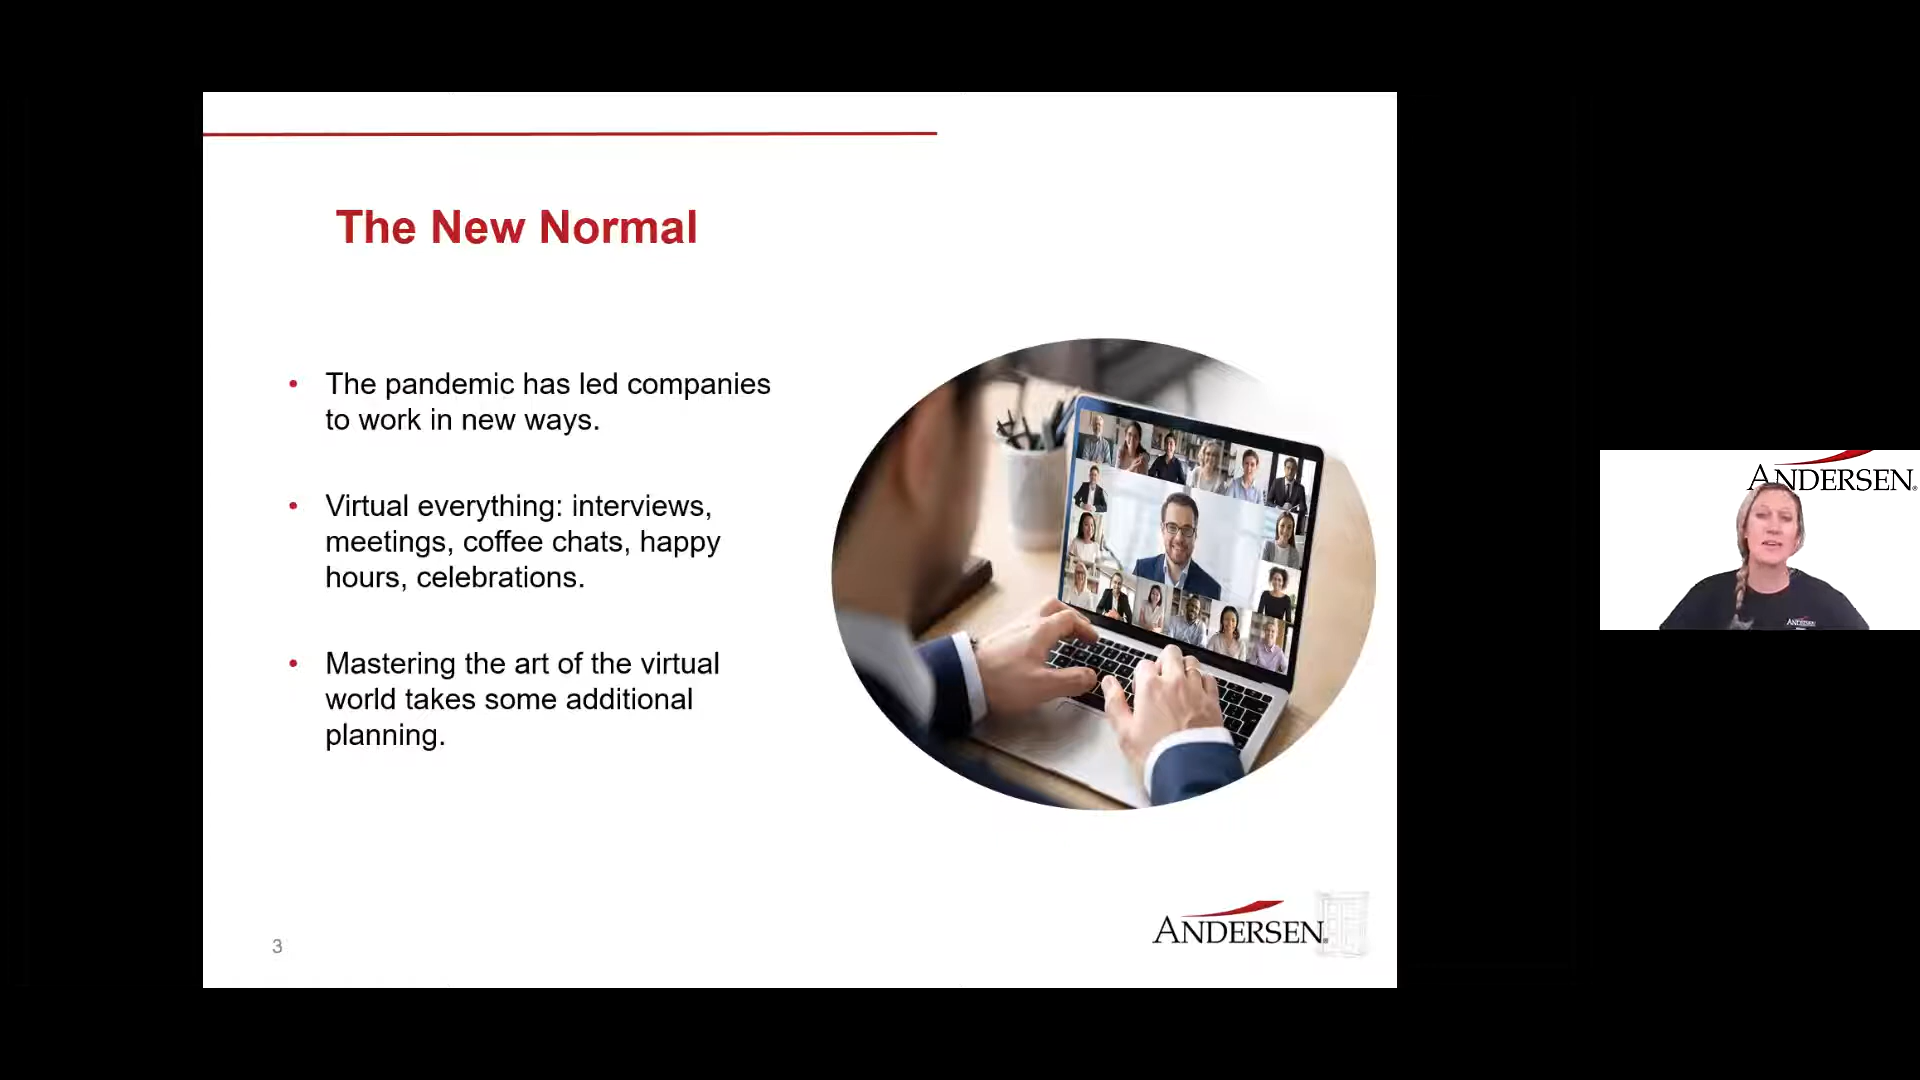 The New Normal
• The pandemic has led companies
to work in new ways.
• Virtual everything: interviews,
meetings, coffee chats, happy
hours, celebrations.
• Mastering the art of the virtual
world takes some additional
planning.
3
ANDERSEN®
ANDERSEN®
ANDERSEN